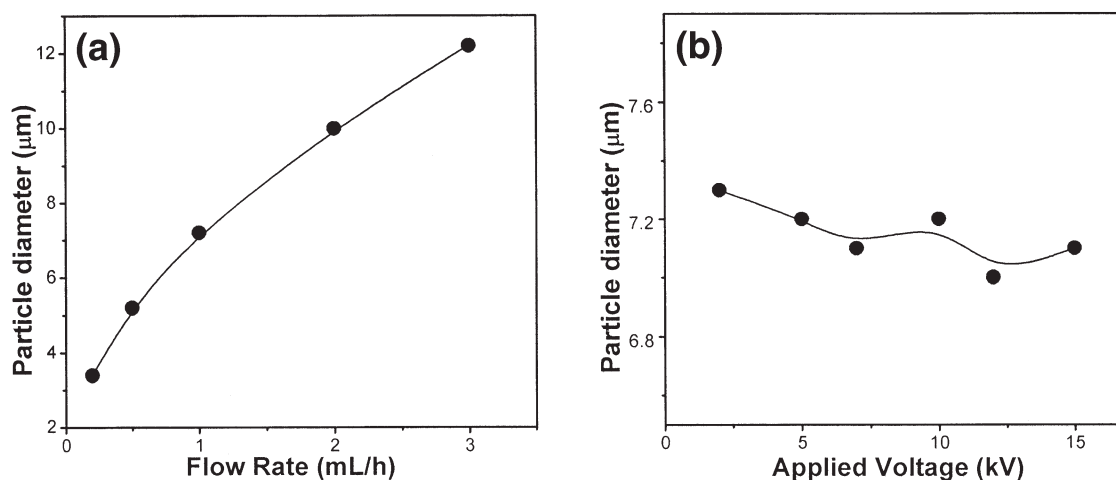 (a)
Particle diameter (μm)
12
10
8
6
4
2
0
1
2
3
Flow Rate (mL/h)
(b)
Particle diameter (μm)
7.6
7.2
6.8
0
5
10
15
Applied Voltage (kV)